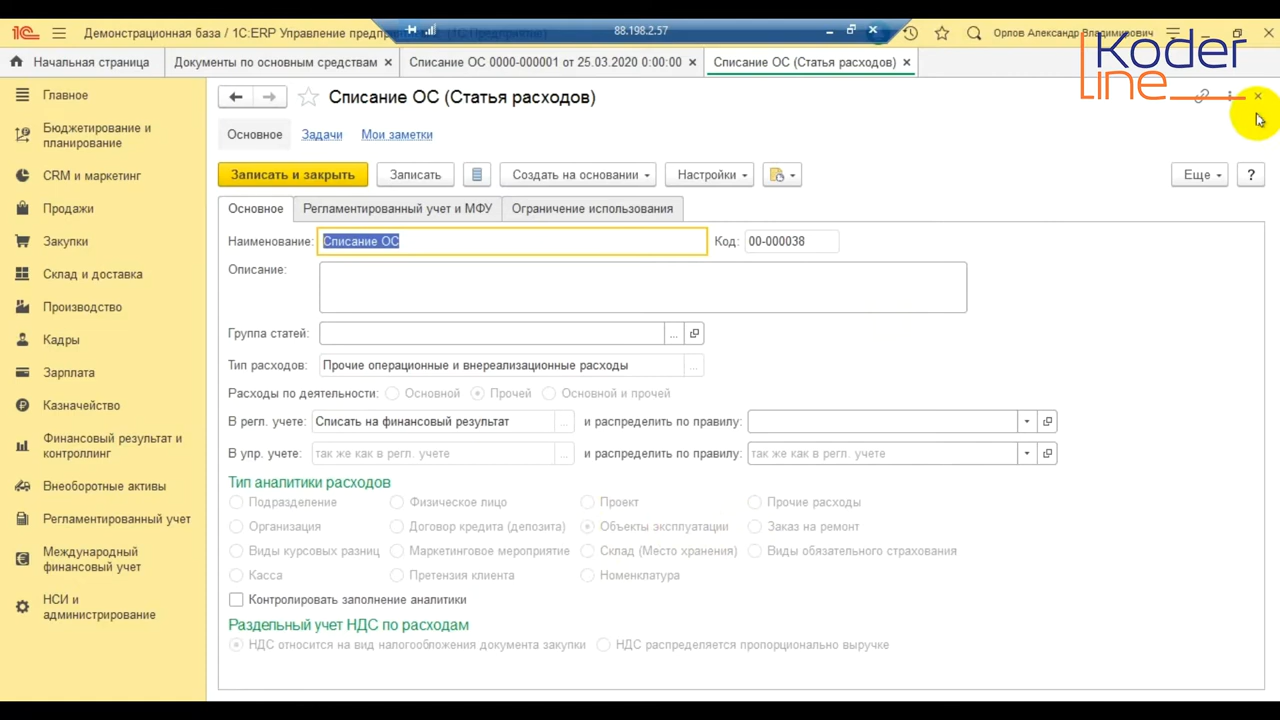 88.198.2.57
1С Демонстрационная база / 1С:ERP Управление предпр (1С:Предприятие) Орлов Александр Владимирович
Koder
line
Начальная страница
Документы по основным средствам
Списание ОС 0000-000001 от 25.03.2020 0:00:00
Списание ОС (Статья расходов)
Главное
Бюджетирование и
планирование
CRM и маркетинг
Продажи
Закупки
Склад и доставка
Производство
Кадры
Зарплата
Казначейство
Финансовый результат и
контроллинг
Внеоборотные активы
Регламентированный учет
Международный
финансовый учет
НСИ и
администрирование
Списание ОС (Статья расходов)
Основное Задачи Мои заметки
Записать и закрыть Записать Создать на основании Настройки Еще ?
Основное Регламентированный учет и МФУ Ограничение использования
Наименование: Списание ОС Код: 00-000038
Описание:
Группа статей: ...
Тип расходов: Прочие операционные и внереализационные расходы ...
Расходы по деятельности: Основной Прочей Основной и прочей
В регл. учете: Списать на финансовый результат ... и распределить по правилу:
В упр. учете: так же как в регл. учете ... и распределить по правилу: так же как в регл. учете
Тип аналитики расходов
Подразделение Физическое лицо Проект Прочие расходы
Организация Договор кредита (депозита) Объекты эксплуатации Заказ на ремонт
Виды курсовых разниц Маркетинговое мероприятие Склад (Место хранения) Виды обязательного страхования
Касса Претензия клиента Номенклатура
Контролировать заполнение аналитики
Раздельный учет НДС по расходам
НДС относится на вид налогообложения документа закупки НДС распределяется пропорционально выручке